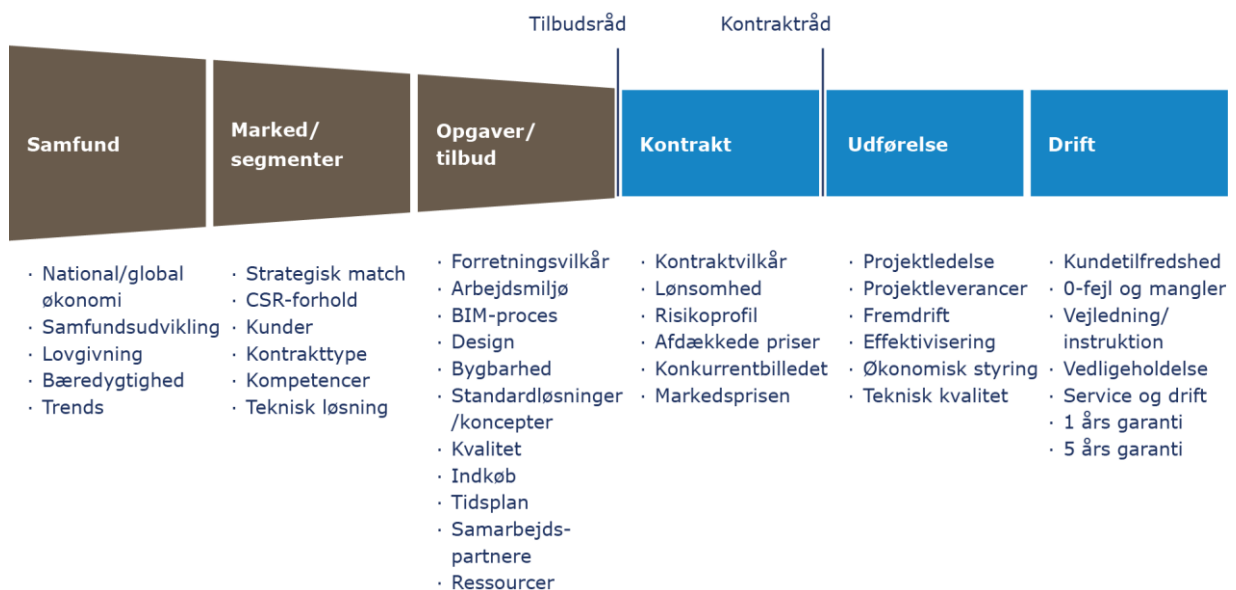 Tilbudsråd
Kontraktråd
Samfund
Marked/
segmenter
Opgaver/
tilbud
Kontrakt
Udførelse
Drift
· National/global
økonomi
· Samfundsudvikling
· Lovgivning
· Bæredygtighed
· Trends
· Strategisk match
· CSR-forhold
· Kunder
· Kontrakttype
· Kompetencer
· Teknisk løsning
· Forretningsvilkår
· Arbejdsmiljø
· BIM-proces
· Design
· Bygbarhed
· Standardløsninger
/koncepter
· Kvalitet
· Indkøb
· Tidsplan
· Samarbejds-
partnere
· Ressourcer
· Kontraktvilkår
· Lønsomhed
· Risikoprofil
· Afdækkede priser
· Konkurrentbilledet
· Markedsprisen
· Projektledelse
· Projektleverancer
· Fremdrift
· Effektivisering
· Økonomisk styring
· Teknisk kvalitet
· Kundetilfredshed
· 0-fejl og mangler
· Vejledning/
instruktion
· Vedligeholdelse
· Service og drift
· 1 års garanti
· 5 års garanti